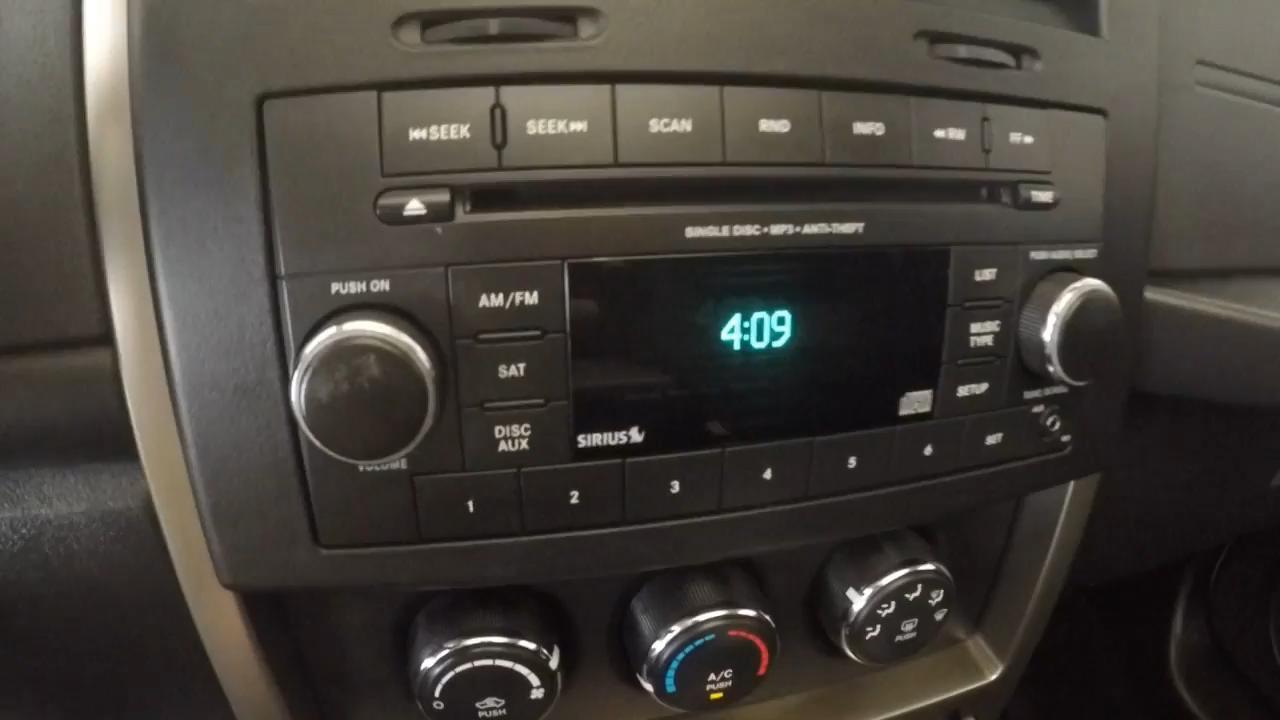 SEEK SEEK SCAN RND INFO RW FF
TIME
SINGLE DISC • MP3 • ANTI-THEFT
PUSH ON
VOLUME
AM/FM
SAT
DISC
AUX
4:09
SIRIUS
LIST
MUSIC
TYPE
SETUP
1 2 3 4 5 6 SET
PUSH
A/C
PUSH
PUSH